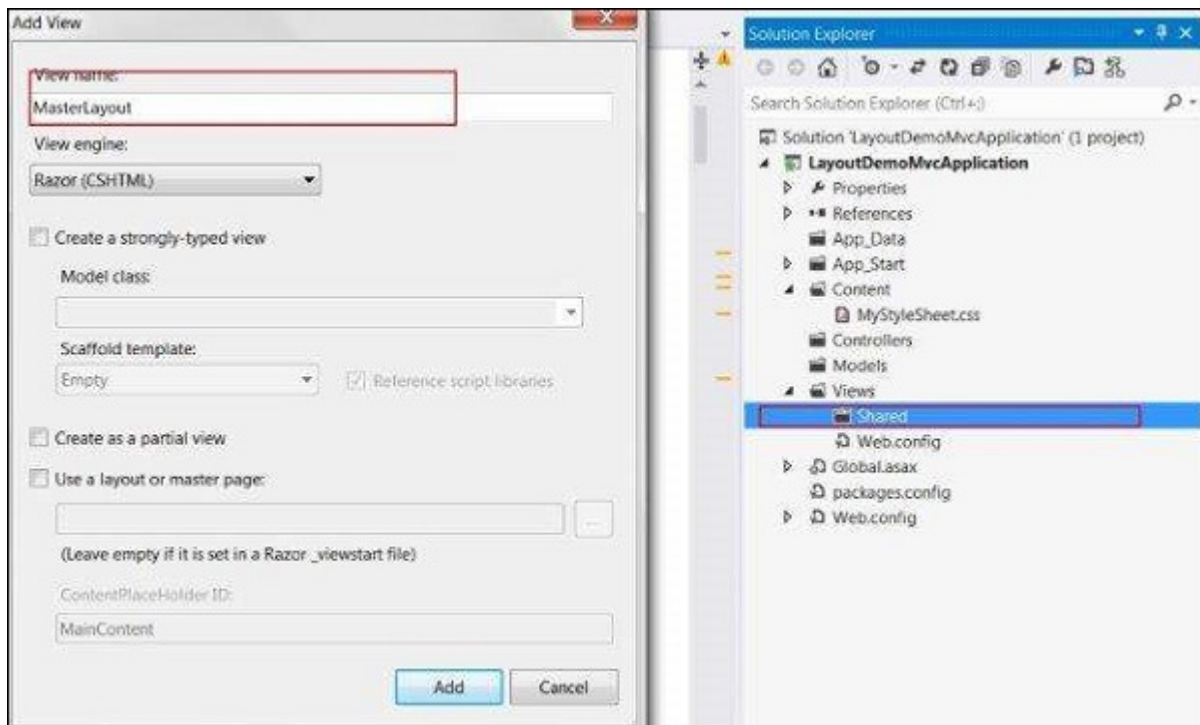 Add View
View name:
MasterLayout
View engine:
Razor (CSHTML)
Create a strongly-typed view
Model class:
Scaffold template:
Empty
Reference script libraries
Create as a partial view
Use a layout or master page:
...
(Leave empty if it is set in a Razor _viewstart file)
ContentPlaceHolder ID:
MainContent
Add
Cancel
Solution Explorer
Search Solution Explorer (Ctrl+;)
Solution 'LayoutDemoMvcApplication' (1 project)
LayoutDemoMvcApplication
Properties
References
App_Data
App_Start
Content
MyStyleSheet.css
Controllers
Models
Views
Shared
Web.config
Global.asax
packages.config
Web.config